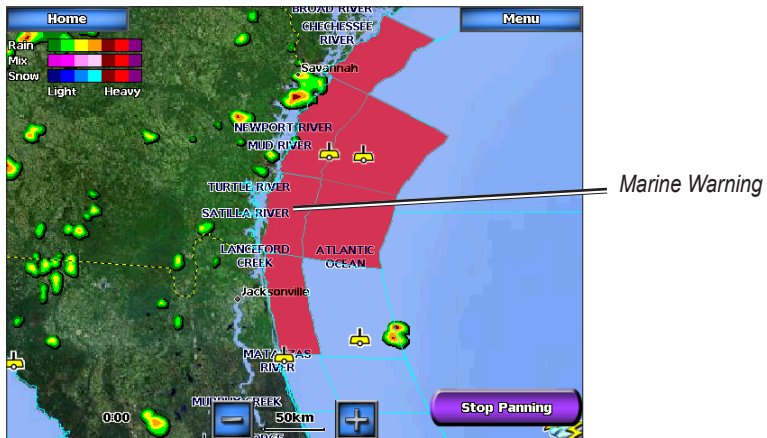 Home
BROAD RIVER
Menu
CHECHESSEE
RIVER
Rain
Mix
Snow
Light Heavy
Savannah
NEWPORT RIVER
MUD RIVER
TURTLE RIVER
Marine Warning
SATILLA RIVER
LANCEFORD
CREEK
ATLANTIC
OCEAN
Jacksonville
RIVER
CREEK
0:00
50km
Stop Panning